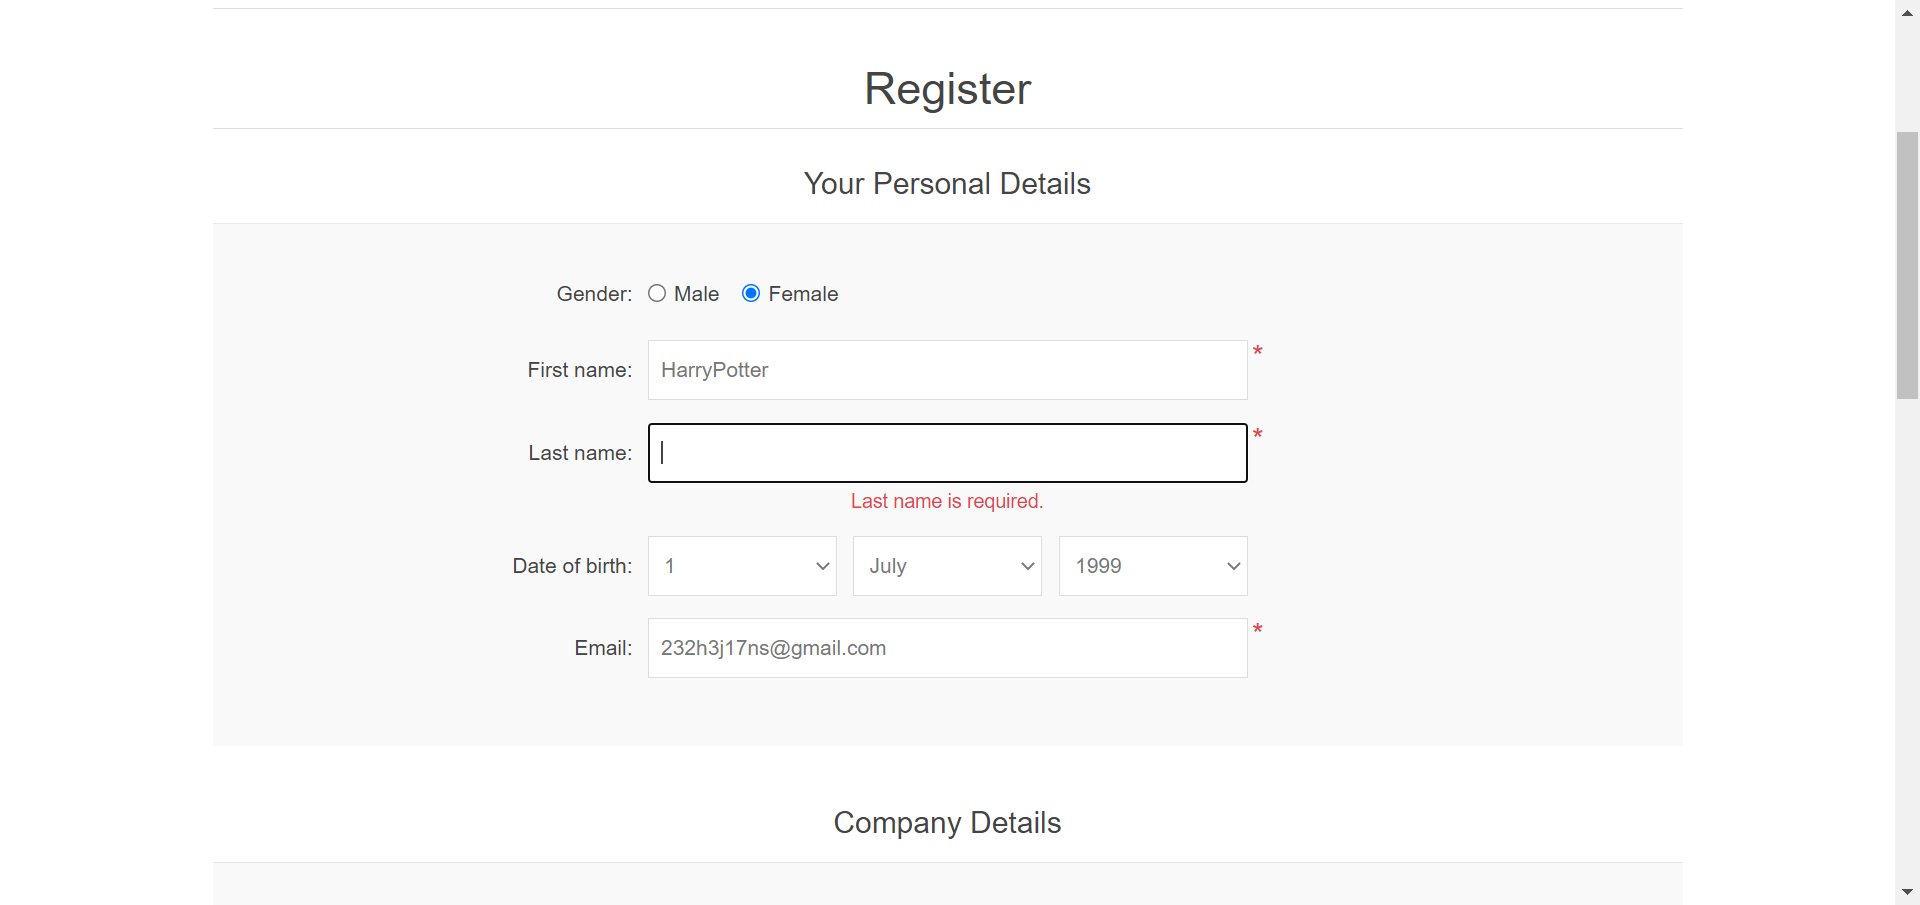 Register
Your Personal Details
Gender: Male Female
First name: HarryPotter *
Last name: *
Last name is required.
Date of birth: 1 July 1999
Email: 232h3j17ns@gmail.com *
Company Details